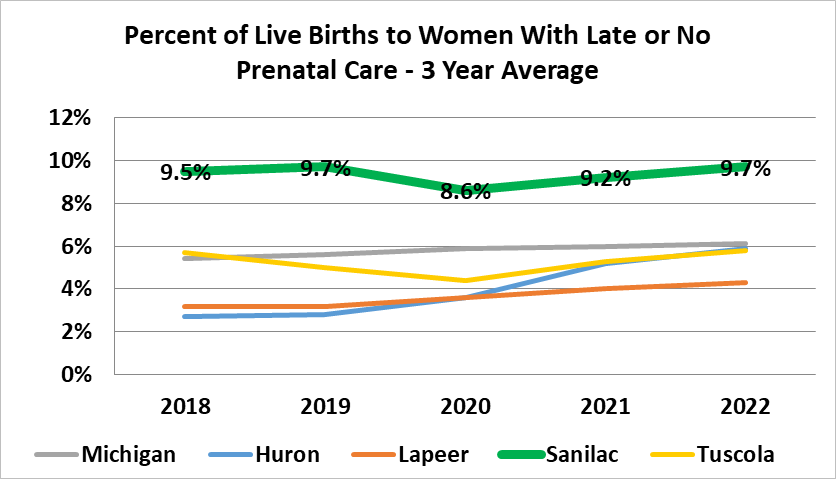 Percent of Live Births to Women With Late or No
Prenatal Care - 3 Year Average
12%
10%
8%
6%
4%
2%
0%
9.5%
9.7%
8.6%
9.2%
9.7%
2018
2019
2020
2021
2022
Michigan
Huron
Lapeer
Sanilac
Tuscola